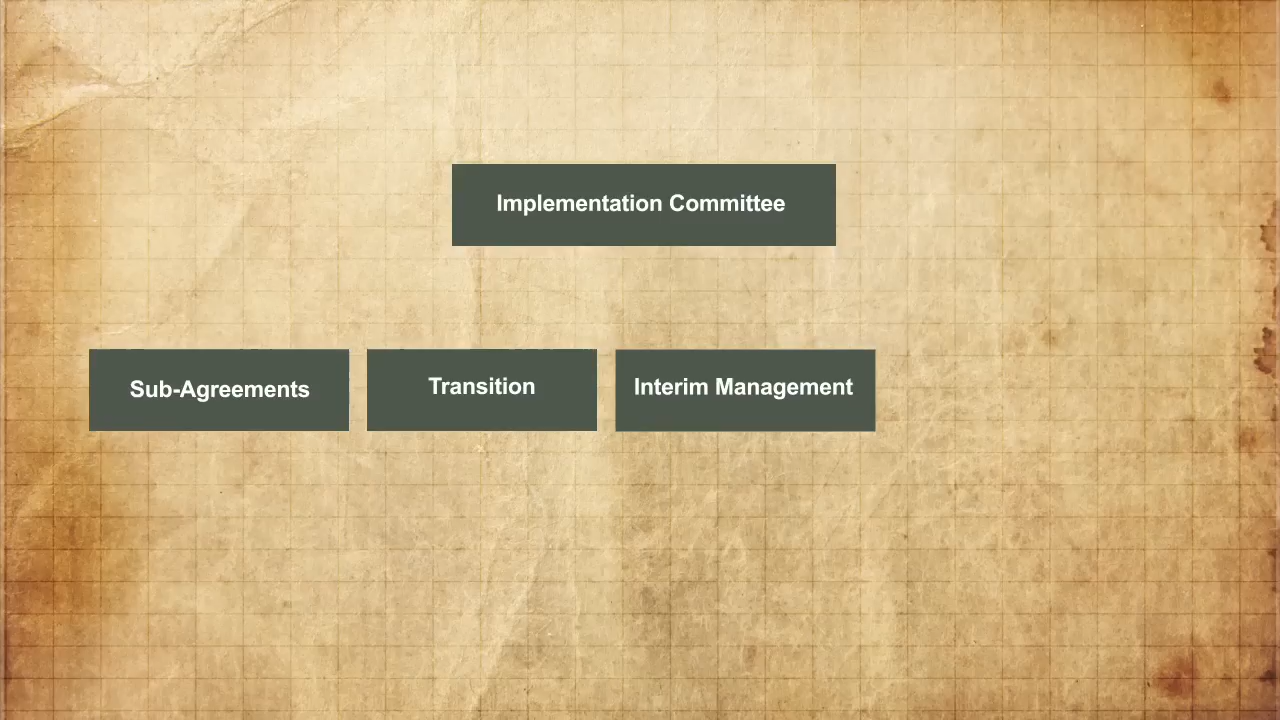 Implementation Committee
Sub-Agreements
Transition
Interim Management